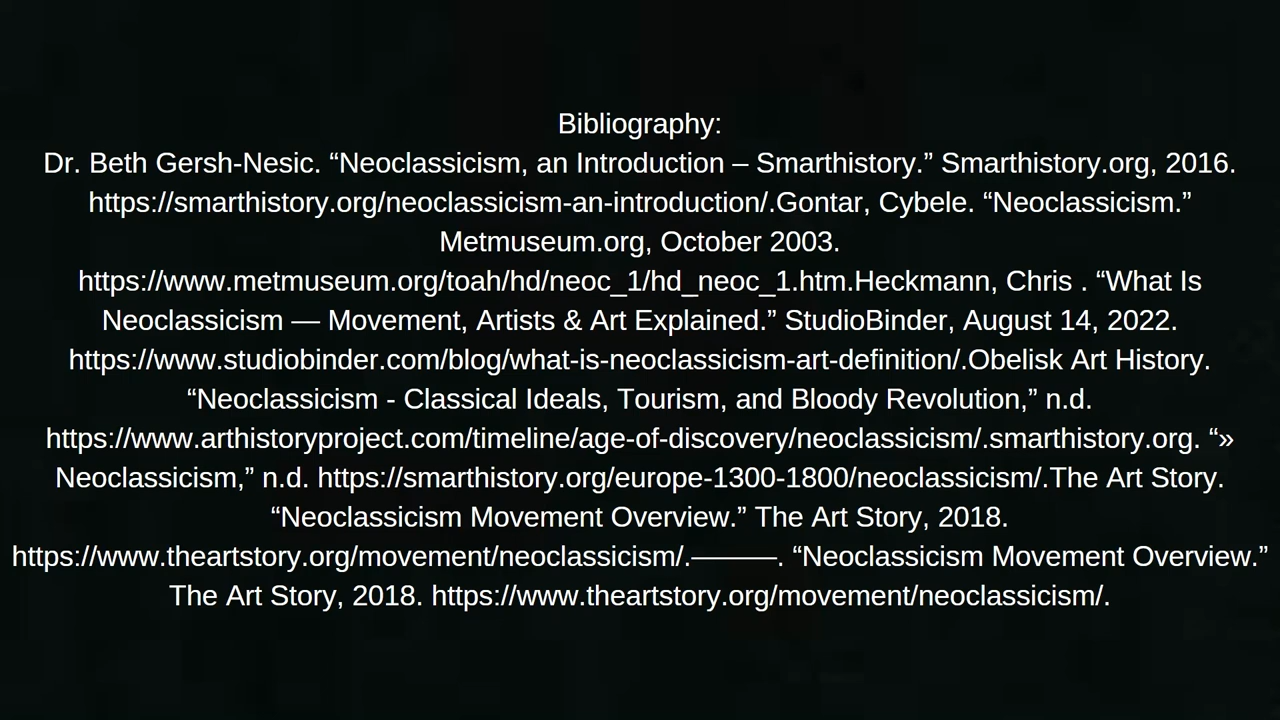 Bibliography:
Dr. Beth Gersh-Nesic. “Neoclassicism, an Introduction – Smarthistory.” Smarthistory.org, 2016.
https://smarthistory.org/neoclassicism-an-introduction/.Gontar, Cybele. “Neoclassicism.”
Metmuseum.org, October 2003.
https://www.metmuseum.org/toah/hd/neoc_1/hd_neoc_1.htm.Heckmann, Chris . “What Is
Neoclassicism — Movement, Artists & Art Explained.” StudioBinder, August 14, 2022.
https://www.studiobinder.com/blog/what-is-neoclassicism-art-definition/.Obelisk Art History.
“Neoclassicism - Classical Ideals, Tourism, and Bloody Revolution,” n.d.
https://www.arthistoryproject.com/timeline/age-of-discovery/neoclassicism/.smarthistory.org. “»
Neoclassicism,” n.d. https://smarthistory.org/europe-1300-1800/neoclassicism/.The Art Story.
“Neoclassicism Movement Overview.” The Art Story, 2018.
https://www.theartstory.org/movement/neoclassicism/.———. “Neoclassicism Movement Overview.”
The Art Story, 2018. https://www.theartstory.org/movement/neoclassicism/.